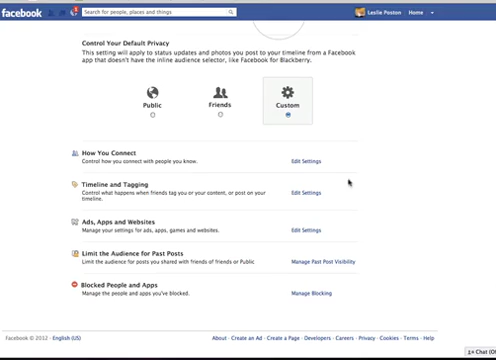 facebook
Search for people, places and things
Leslie Poston
Home
Control Your Default Privacy
This setting will apply to status updates and photos you post to your timeline from a Facebook
app that doesn't have the inline audience selector, like Facebook for Blackberry.
Public
Friends
Custom
How You Connect
Control how you connect with people you know.
Edit Settings
Timeline and Tagging
Control what happens when friends tag you or your content, or post on your
timeline.
Edit Settings
Ads, Apps and Websites
Manage your settings for ads, apps, games and websites.
Edit Settings
Limit the Audience for Past Posts
Limit the audience for posts you shared with friends of friends or Public
Manage Past Post Visibility
Blocked People and Apps
Manage the people and apps you've blocked.
Manage Blocking
Facebook © 2012 · English (US)
About · Create an Ad · Create a Page · Developers · Careers · Privacy · Cookies · Terms · Help
Chat (Of